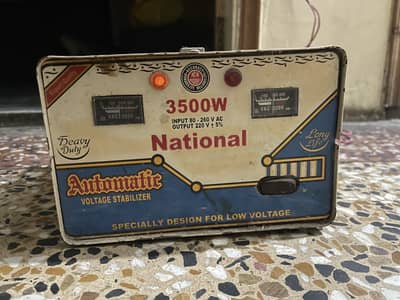 3500W
INPUT 80 - 260 V AC
OUTPUT 220 V ± 5%
National
Heavy
Duty
Long
Life
Automatic
VOLTAGE STABILIZER
SPECIALLY DESIGN FOR LOW VOLTAGE